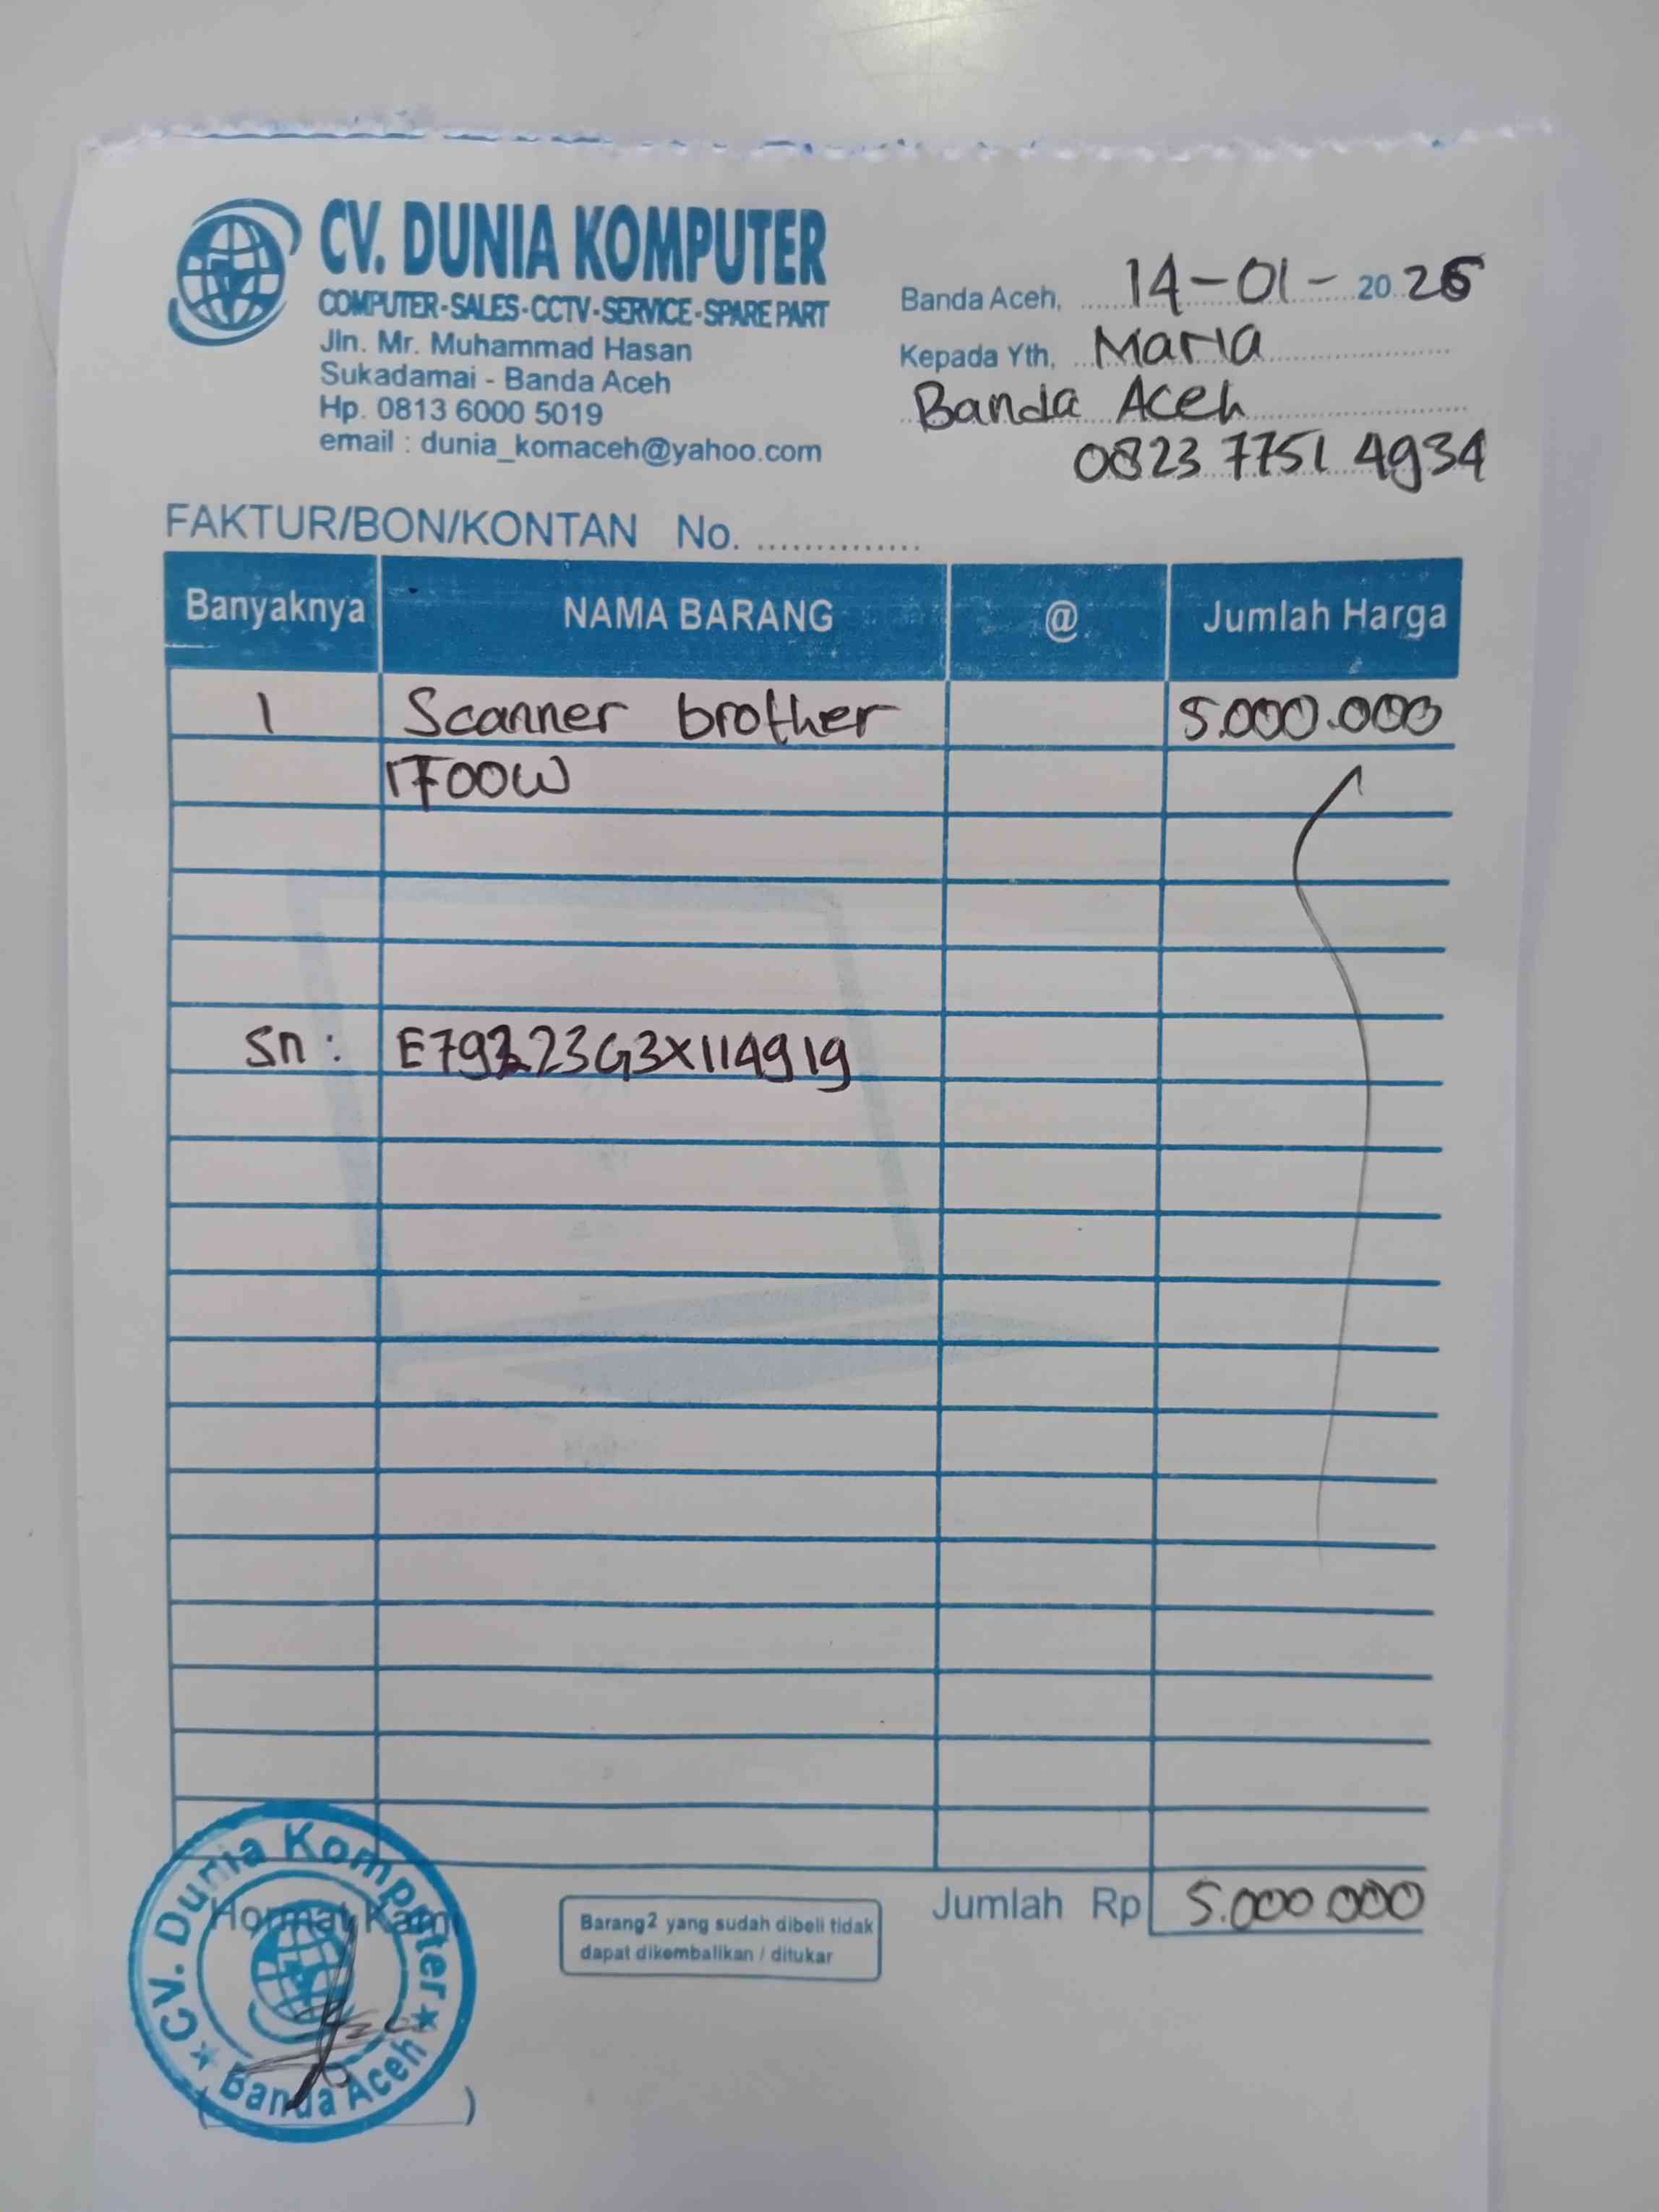 CV. DUNIA KOMPUTER
COMPUTER - SALES - CCTV - SERVICE - SPARE PART
Jln. Mr. Muhammad Hasan
Sukadamai - Banda Aceh
Hp. 0813 6000 5019
email : dunia_komaceh@yahoo.com
Banda Aceh, 14-01-2026
Kepada Yth, Maria
Banda Aceh
0823 7751 4934
FAKTUR/BON/KONTAN No. ...............
Banyaknya NAMA BARANG @ Jumlah Harga
1 Scanner brother 5.000.000
1700W
Sn : E79223G3X114919
Jumlah Rp 5.000.000
Hormat Kami
Barang2 yang sudah dibeli tidak
dapat dikembalikan / ditukar
CV. Dunia Komputer
Banda Aceh
( )